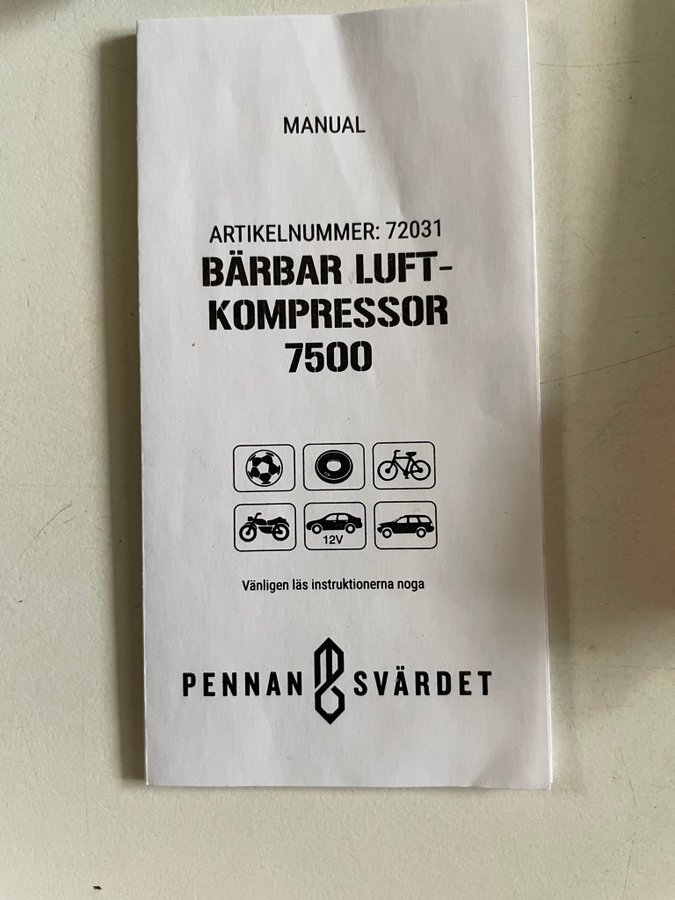 MANUAL
ARTIKELNUMMER: 72031
BÄRBAR LUFT-
KOMPRESSOR
7500
12V
Vänligen läs instruktionerna noga
PENNAN SVÄRDET